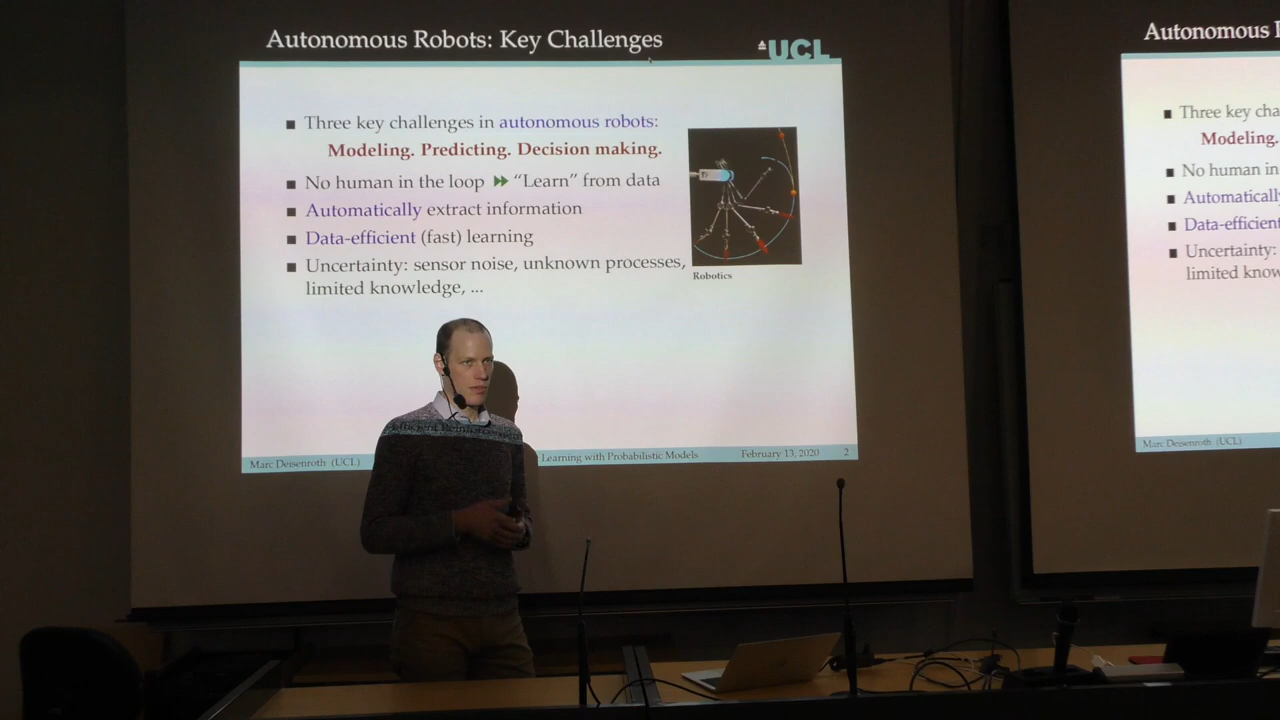 Autonomous Robots: Key Challenges
UCL
Three key challenges in autonomous robots:
Modeling. Predicting. Decision making.
No human in the loop "Learn" from data
Automatically extract information
Data-efficient (fast) learning
Uncertainty: sensor noise, unknown processes,
limited knowledge, ...
Robotics
Marc Deisenroth (UCL)
Learning with Probabilistic Models
February 13, 2020
2
Autonomous
Three key cha
Modeling.
No human in
Automatically
Data-efficient
Uncertainty:
limited know
Marc Deisenroth (UCL)